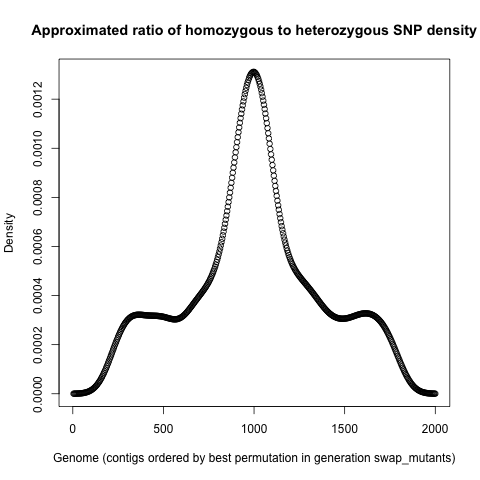 Approximated ratio of homozygous to heterozygous SNP density
Density
0.0012
0.0010
0.0008
0.0006
0.0004
0.0002
0.0000
0 500 1000 1500 2000
Genome (contigs ordered by best permutation in generation swap_mutants)